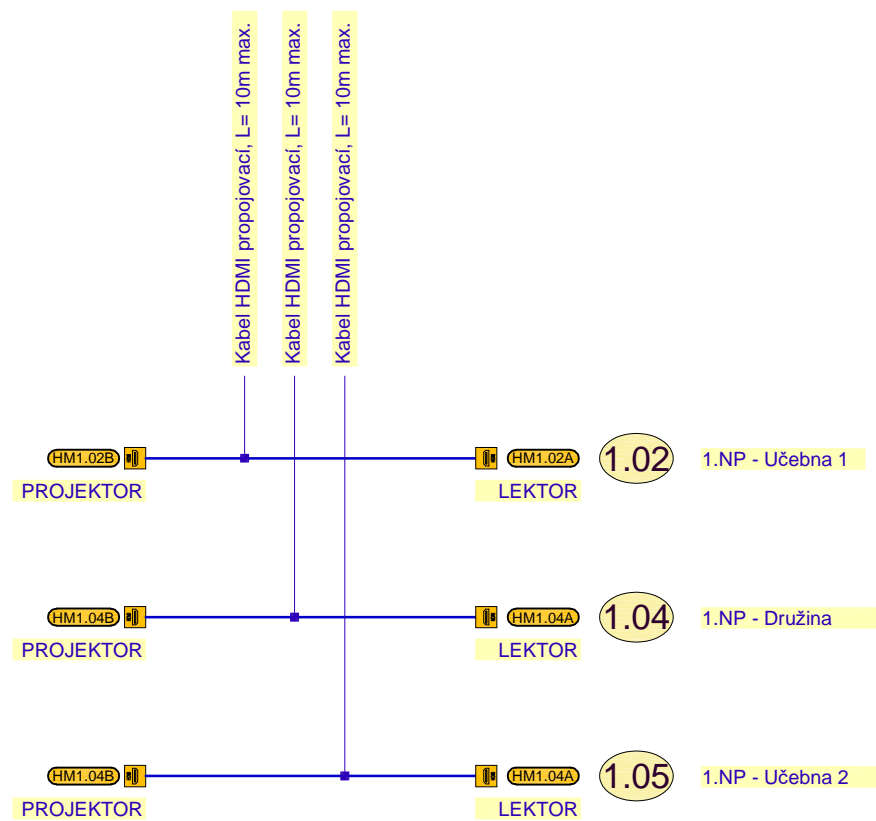 Kabel HDMI propojovací, L= 10m max.
Kabel HDMI propojovací, L= 10m max.
Kabel HDMI propojovací, L= 10m max.
HM1.02B HM1.02A 1.02 1.NP - Učebna 1
PROJEKTOR LEKTOR
HM1.04B HM1.04A 1.04 1.NP - Družina
PROJEKTOR LEKTOR
HM1.04B HM1.04A 1.05 1.NP - Učebna 2
PROJEKTOR LEKTOR